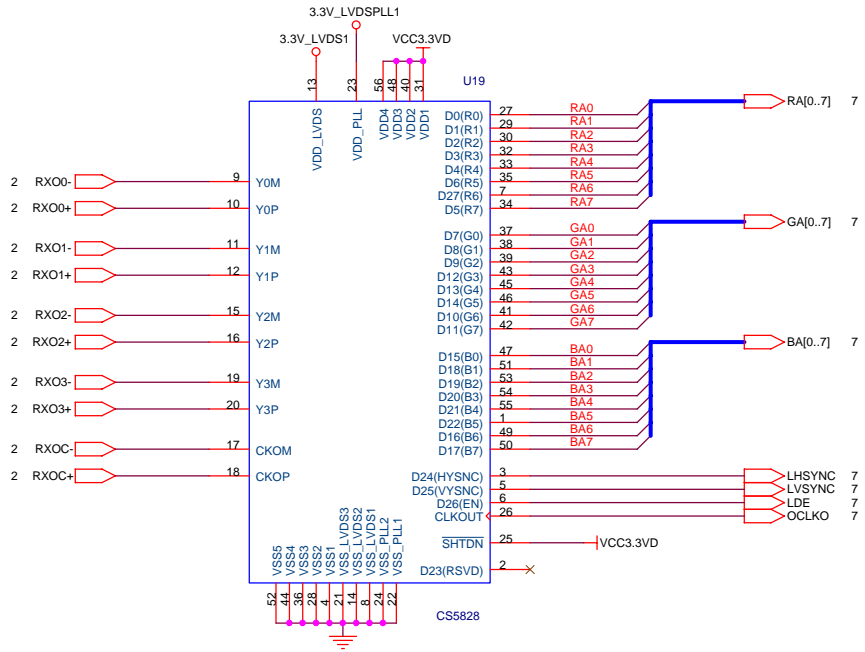 3.3V_LVDSPLL1
3.3V_LVDS1
VCC3.3VD
U19
13
23
56
48
40
31
VDD_LVDS
VDD_PLL
VDD4
VDD3
VDD2
VDD1
D0(R0) 27 RA0
D1(R1) 29 RA1
D2(R2) 30 RA2
D3(R3) 32 RA3
D4(R4) 33 RA4
D6(R5) 35 RA5
D27(R6) 7 RA6
D5(R7) 34 RA7
RA[0..7] 7
2 RXO0- 9 Y0M
2 RXO0+ 10 Y0P
2 RXO1- 11 Y1M
2 RXO1+ 12 Y1P
2 RXO2- 15 Y2M
2 RXO2+ 16 Y2P
2 RXO3- 19 Y3M
2 RXO3+ 20 Y3P
2 RXOC- 17 CKOM
2 RXOC+ 18 CKOP
D7(G0) 37 GA0
D8(G1) 38 GA1
D9(G2) 39 GA2
D12(G3) 43 GA3
D13(G4) 45 GA4
D14(G5) 46 GA5
D10(G6) 41 GA6
D11(G7) 42 GA7
GA[0..7] 7
D15(B0) 47 BA0
D18(B1) 51 BA1
D19(B2) 53 BA2
D20(B3) 54 BA3
D21(B4) 55 BA4
D22(B5) 1 BA5
D16(B6) 49 BA6
D17(B7) 50 BA7
BA[0..7] 7
D24(HYSNC) 3 LHSYNC 7
D25(VYSNC) 5 LVSYNC 7
D26(EN) 6 LDE 7
CLKOUT 26 OCLKO 7
SHTDN 25 VCC3.3VD
D23(RSVD) 2
VSS5
VSS4
VSS3
VSS2
VSS1
VSS_LVDS3
VSS_LVDS2
VSS_LVDS1
VSS_PLL2
VSS_PLL1
52
44
36
28
4
21
14
8
24
22
CS5828